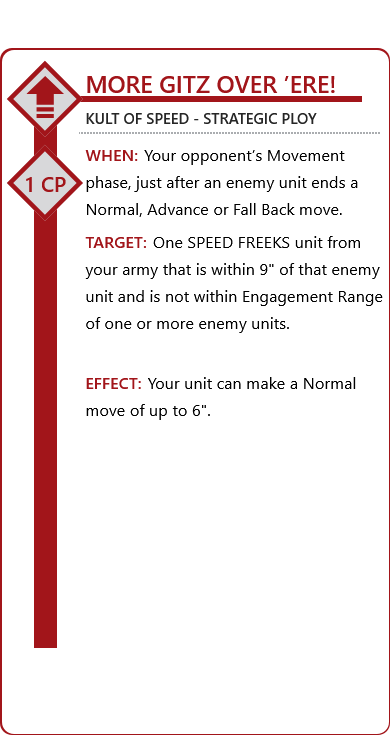 MORE GITZ OVER ’ERE!
KULT OF SPEED - STRATEGIC PLOY
WHEN: Your opponent’s Movement
1 CP phase, just after an enemy unit ends a
Normal, Advance or Fall Back move.
TARGET: One SPEED FREEKS unit from
your army that is within 9" of that enemy
unit and is not within Engagement Range
of one or more enemy units.
EFFECT: Your unit can make a Normal
move of up to 6".